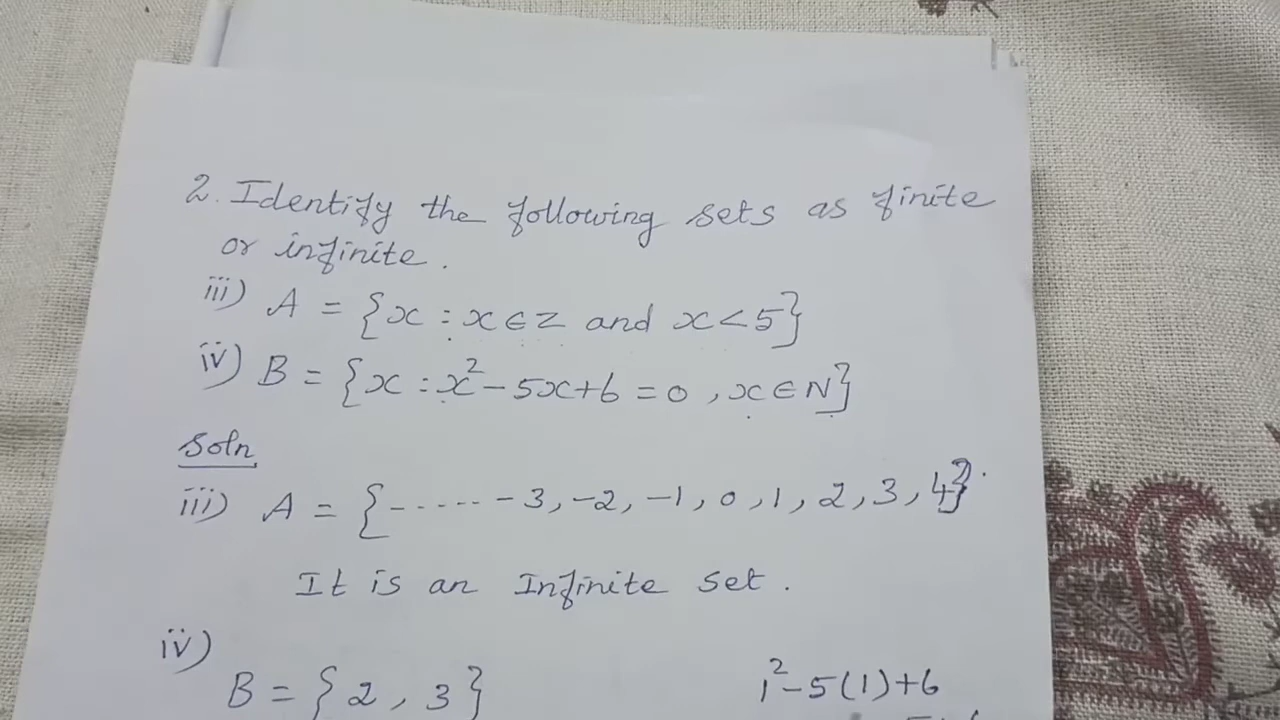 2. Identify the following sets as finite
or infinite.
iii) A = {x : x ∈ Z and x < 5}
iv) B = {x : x² - 5x + 6 = 0, x ∈ N}
Soln
iii) A = {------ -3, -2, -1, 0, 1, 2, 3, 4}.
It is an Infinite set.
iv)
B = {2, 3}
1² - 5(1) + 6